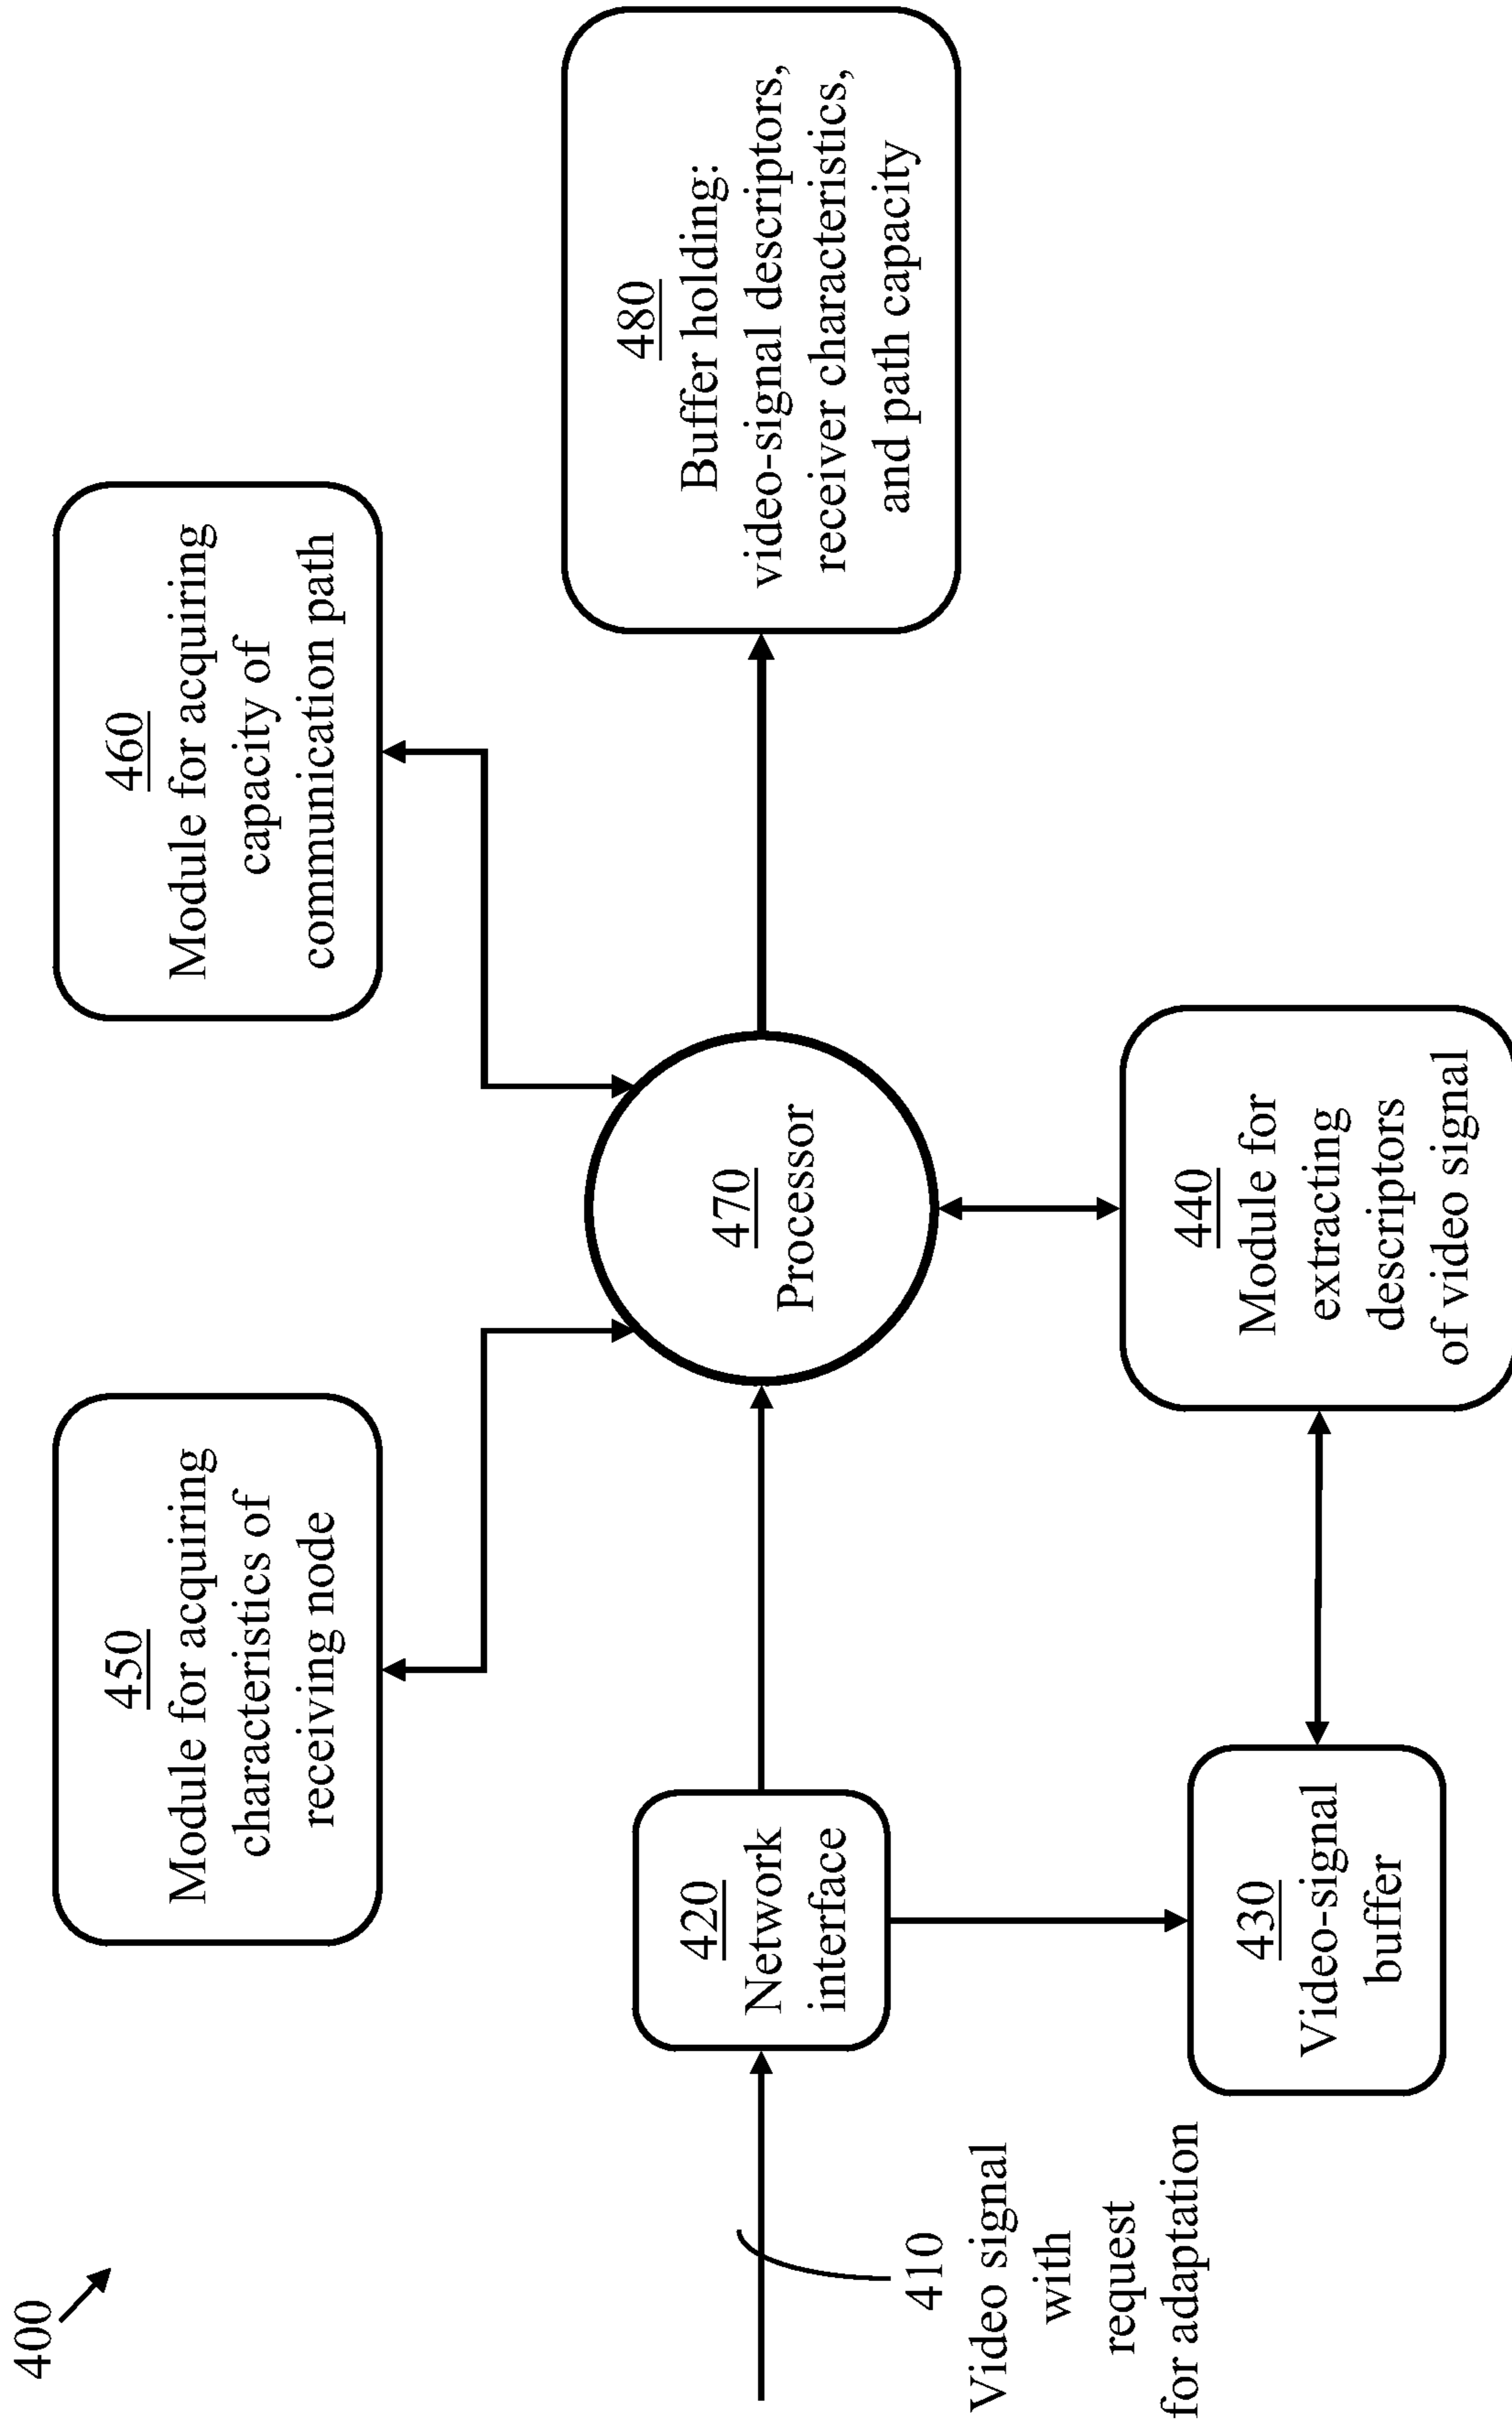 400
450
Module for acquiring
characteristics of
receiving node
460
Module for acquiring
capacity of
communication path
410
Video signal
with
request
for adaptation
420
Network
interface
470
Processor
480
Buffer holding:
video-signal descriptors,
receiver characteristics,
and path capacity
430
Video-signal
buffer
440
Module for
extracting
descriptors
of video signal